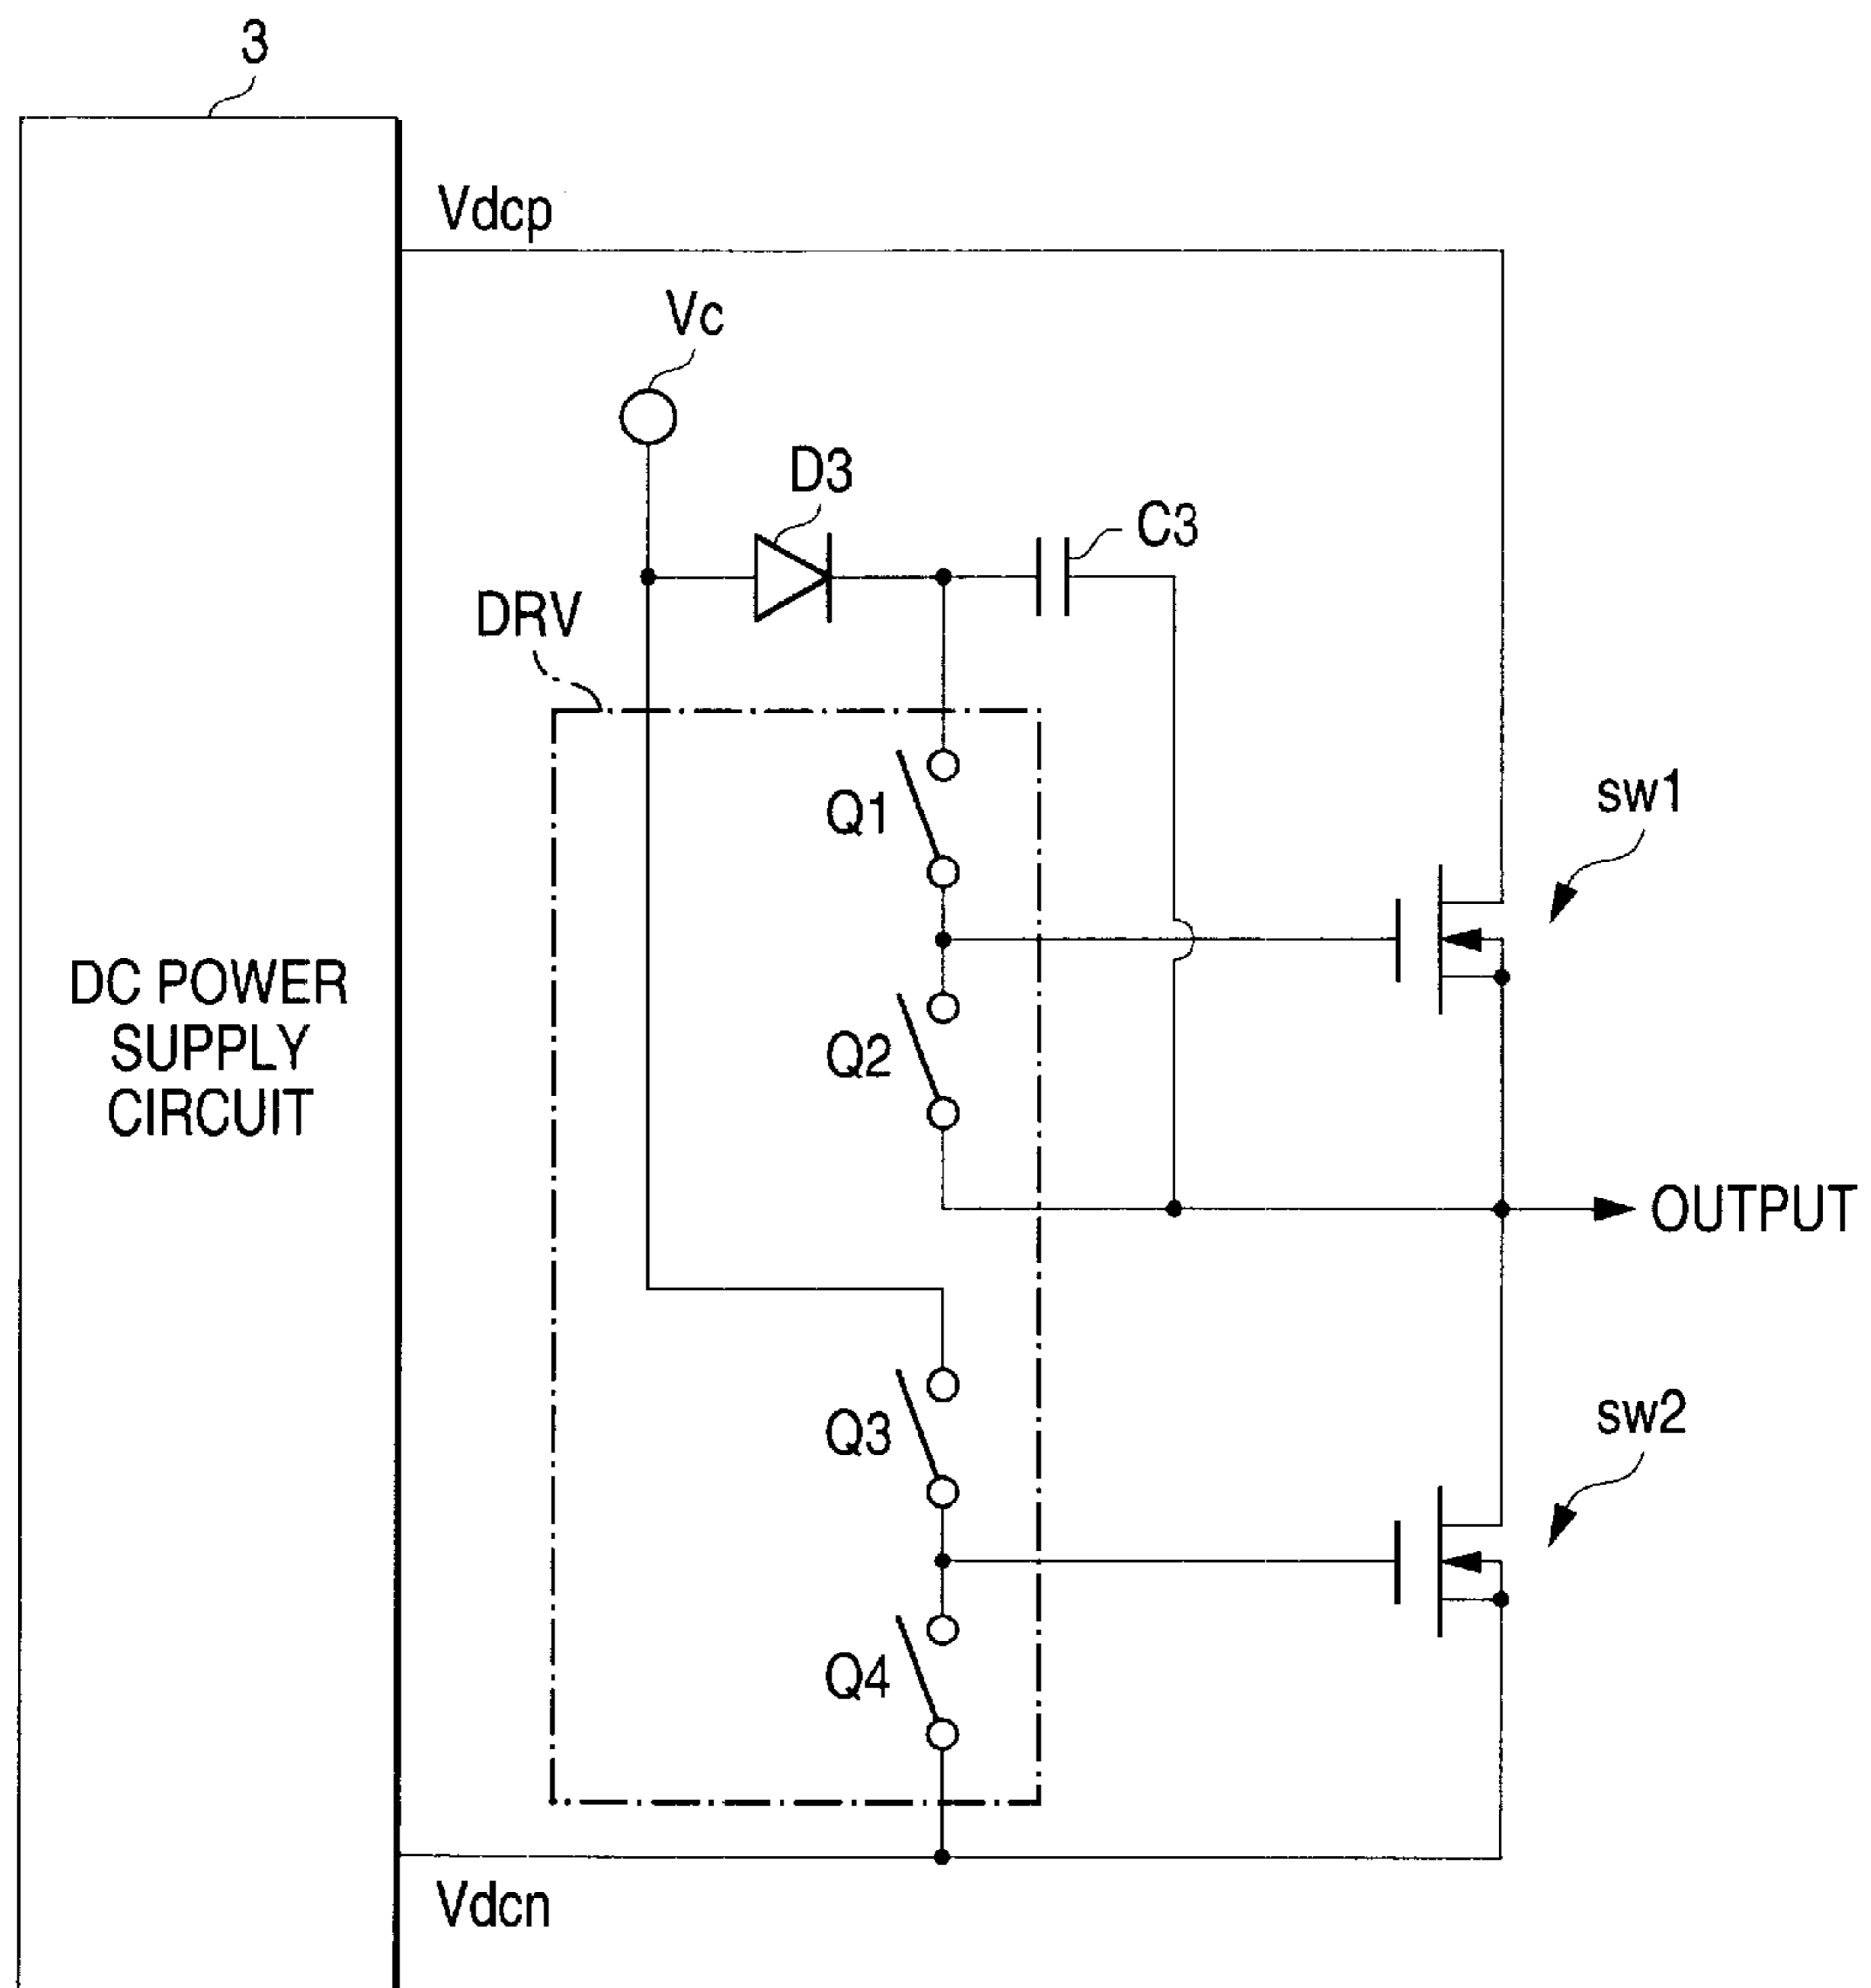 3
Vdcp
Vc
D3
C3
DRV
Q1
sw1
DC POWER
SUPPLY
CIRCUIT
Q2
OUTPUT
Q3
sw2
Q4
Vdcn